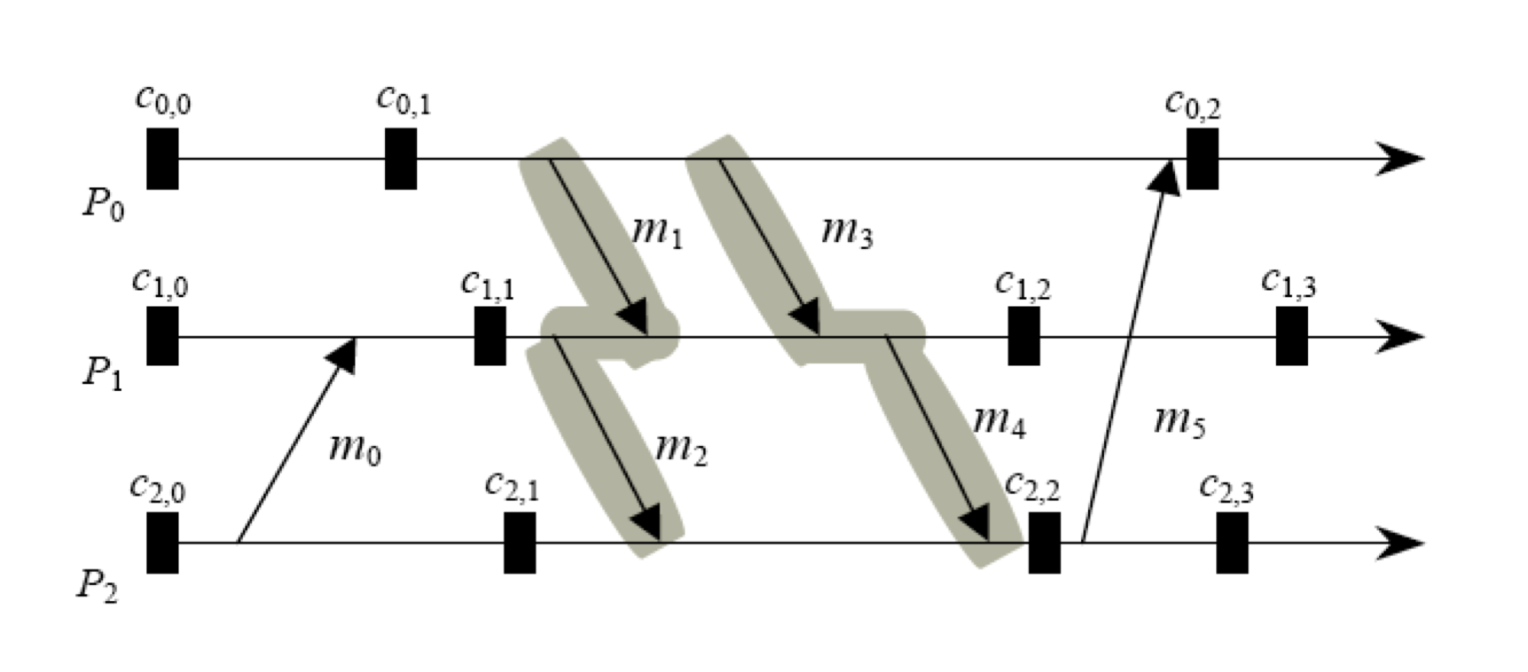 c0,0 c0,1 c0,2
P0
m1 m3
c1,0 c1,1 c1,2 c1,3
P1
m0 m2 m4 m5
c2,0 c2,1 c2,2 c2,3
P2